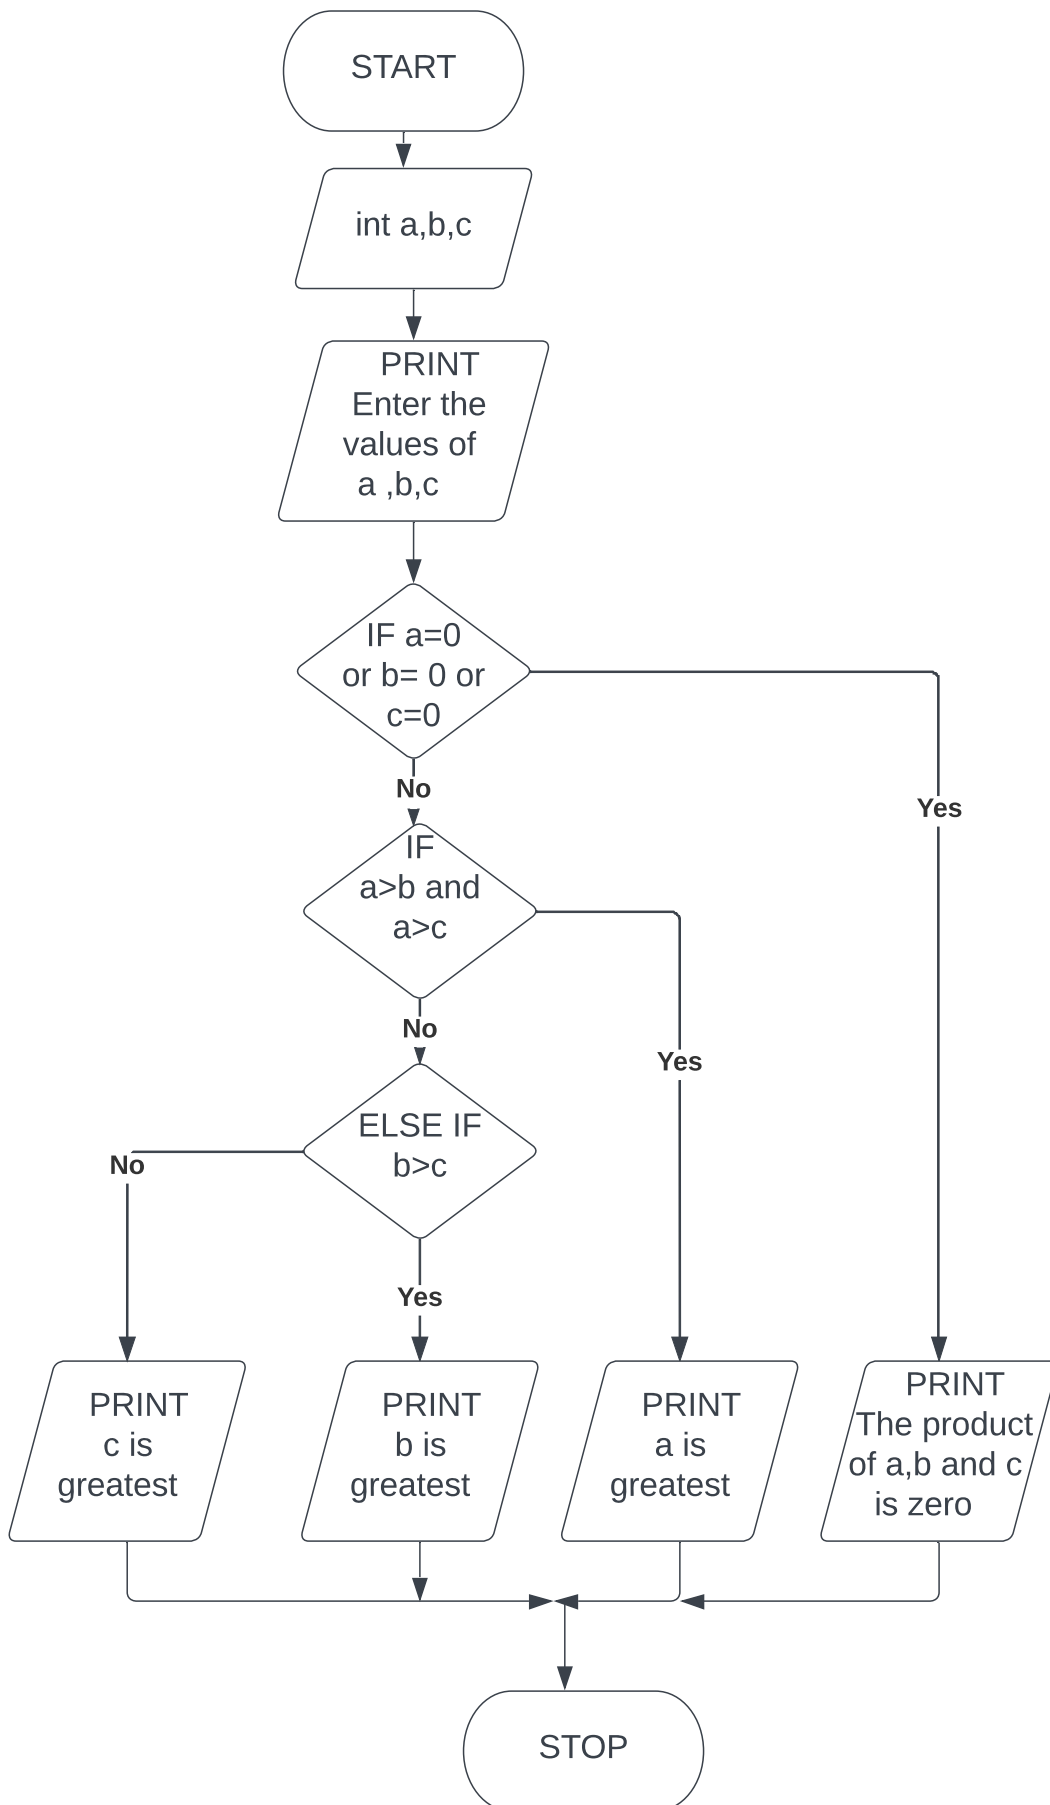 START
int a,b,c
PRINT
Enter the
values of
a ,b,c
IF a=0
or b= 0 or
c=0
No
Yes
IF
a>b and
a>c
No
Yes
ELSE IF
b>c
No
Yes
PRINT
c is
greatest
PRINT
b is
greatest
PRINT
a is
greatest
PRINT
The product
of a,b and c
is zero
STOP